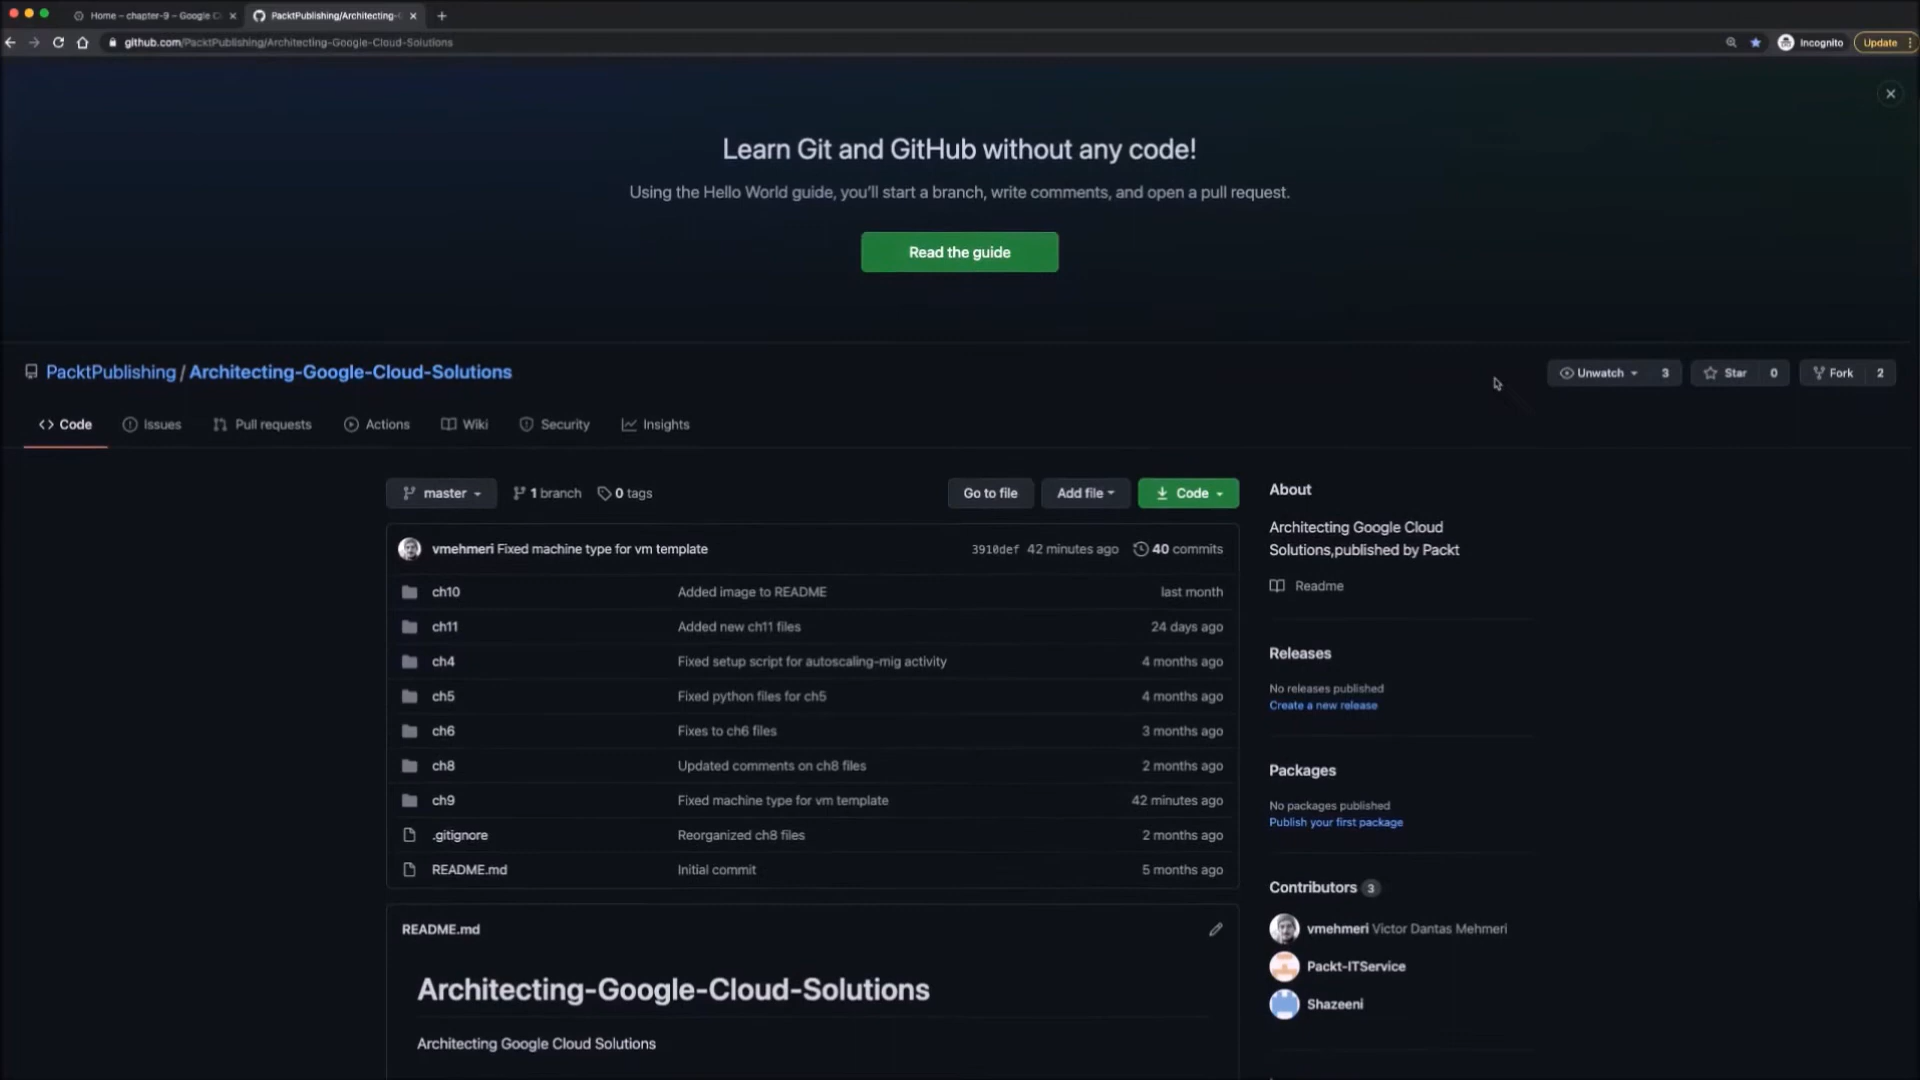 Home – chapter-9 – Google C
PacktPublishing/Architecting-
github.com/PacktPublishing/Architecting-Google-Cloud-Solutions
Incognito
Update
Learn Git and GitHub without any code!
Using the Hello World guide, you'll start a branch, write comments, and open a pull request.
Read the guide
PacktPublishing / Architecting-Google-Cloud-Solutions
Unwatch 3
Star 0
Fork 2
Code
Issues
Pull requests
Actions
Wiki
Security
Insights
master
1 branch
0 tags
Go to file
Add file
Code
vmehmeri Fixed machine type for vm template
3910def 42 minutes ago
40 commits
ch10 Added image to README last month
ch11 Added new ch11 files 24 days ago
ch4 Fixed setup script for autoscaling-mig activity 4 months ago
ch5 Fixed python files for ch5 4 months ago
ch6 Fixes to ch6 files 3 months ago
ch8 Updated comments on ch8 files 2 months ago
ch9 Fixed machine type for vm template 42 minutes ago
.gitignore Reorganized ch8 files 2 months ago
README.md Initial commit 5 months ago
README.md
Architecting-Google-Cloud-Solutions
Architecting Google Cloud Solutions
About
Architecting Google Cloud
Solutions,published by Packt
Readme
Releases
No releases published
Create a new release
Packages
No packages published
Publish your first package
Contributors 3
vmehmeri Victor Dantas Mehmeri
Packt-ITService
Shazeeni